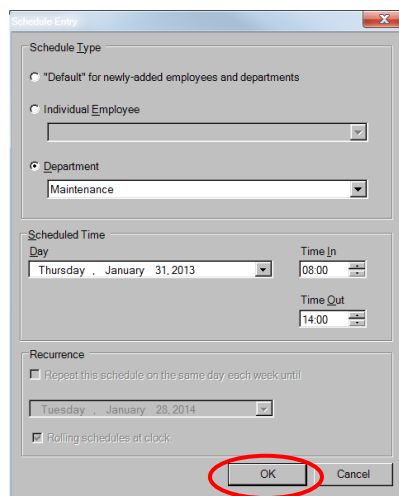 Schedule Entry
Schedule Type
"Default" for newly-added employees and departments
Individual Employee
Department
Maintenance
Scheduled Time
Day
Time In
Thursday , January 31, 2013
08:00
Time Out
14:00
Recurrence
Repeat this schedule on the same day each week until
Tuesday , January 28, 2014
Rolling schedules at clock.
OK
Cancel